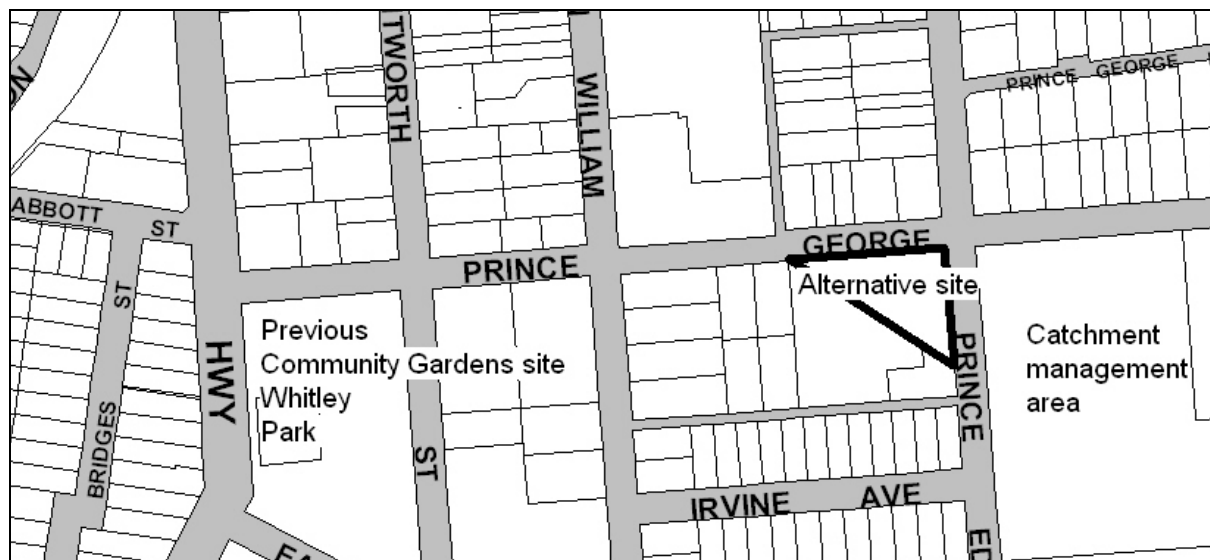 TWORTH
WILLIAM
PRINCE GEORGE
ABBOTT ST
ST
BRIDGES
HWY
PRINCE
GEORGE
Alternative site
Previous
Community Gardens site
Whitley
Park
Catchment
management
area
PRINCE
ST
IRVINE AVE
ED